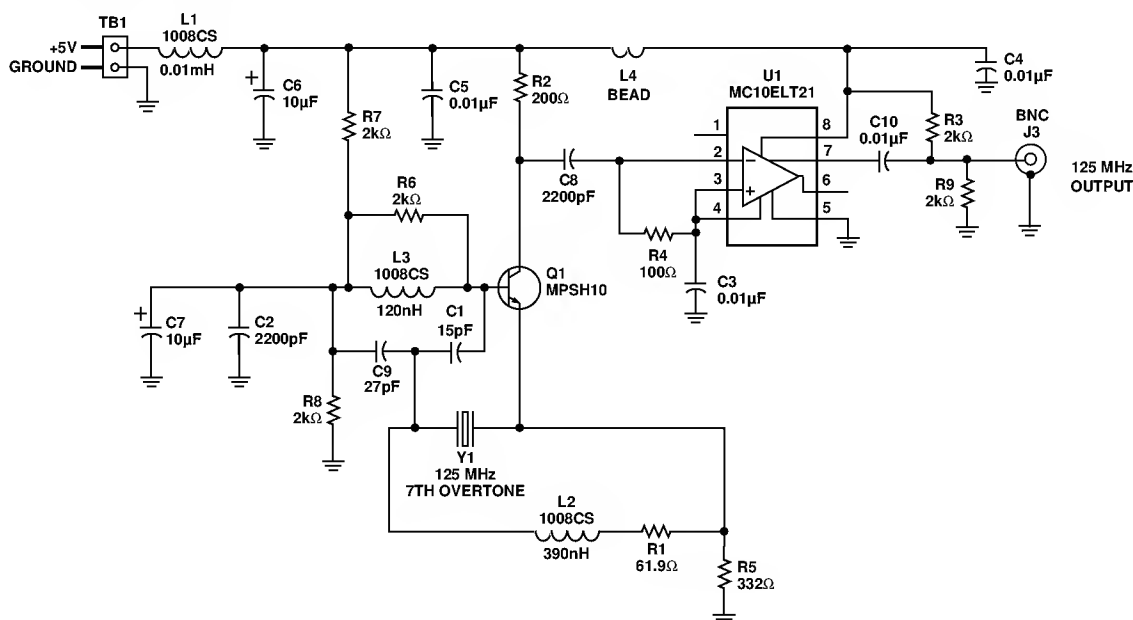 TB1
+5V
GROUND
L1
1008CS
0.01mH
C6
10µF
R7
2kΩ
C5
0.01µF
R2
200Ω
L4
BEAD
U1
MC10ELT21
C4
0.01µF
1
2
3
4
8
7
6
5
C10
0.01µF
R3
2kΩ
BNC
J3
125 MHz
OUTPUT
R9
2kΩ
C8
2200pF
R6
2kΩ
R4
100Ω
C3
0.01µF
L3
1008CS
120nH
Q1
MPSH10
C1
15pF
C7
10µF
C2
2200pF
C9
27pF
R8
2kΩ
Y1
125 MHz
7TH OVERTONE
L2
1008CS
390nH
R1
61.9Ω
R5
332Ω